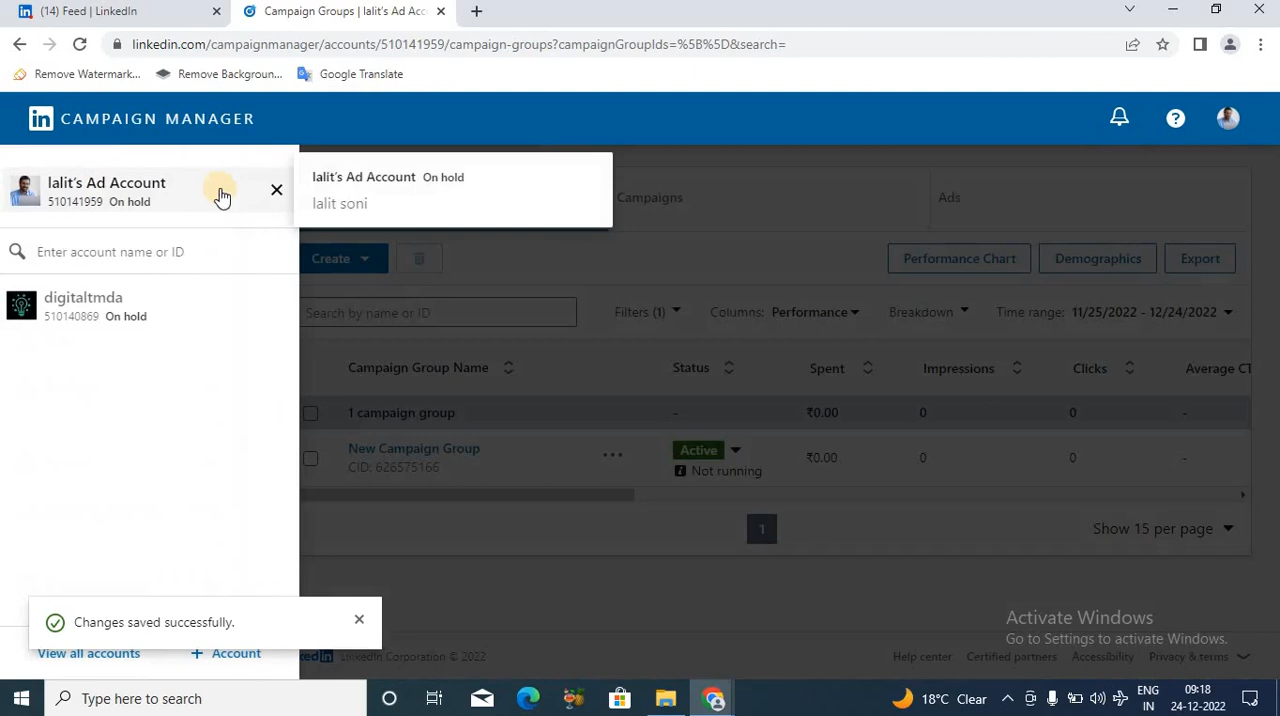 (14) Feed | LinkedIn
Campaign Groups | lalit's Ad Acco
linkedin.com/campaignmanager/accounts/510141959/campaign-groups?campaignGroupIds=%5B%5D&search=
Remove Watermark...
Remove Backgroun...
Google Translate
in CAMPAIGN MANAGER
lalit's Ad Account
510141959 On hold
lalit's Ad Account On hold
lalit soni
Campaigns
Ads
Enter account name or ID
Create
Performance Chart
Demographics
Export
digitaltmda
510140869 On hold
Search by name or ID
Filters (1)
Columns: Performance
Breakdown
Time range: 11/25/2022 - 12/24/2022
Campaign Group Name
Status
Spent
Impressions
Clicks
Average CT
1 campaign group
-
₹0.00
0
0
-
New Campaign Group
CID: 626575166
Active
Not running
₹0.00
0
0
-
1
Show 15 per page
Changes saved successfully.
Activate Windows
Go to Settings to activate Windows.
View all accounts
+ Account
LinkedIn Corporation © 2022
Help center
Certified partners
Accessibility
Privacy & terms
Type here to search
18°C Clear
ENG
IN
09:18
24-12-2022